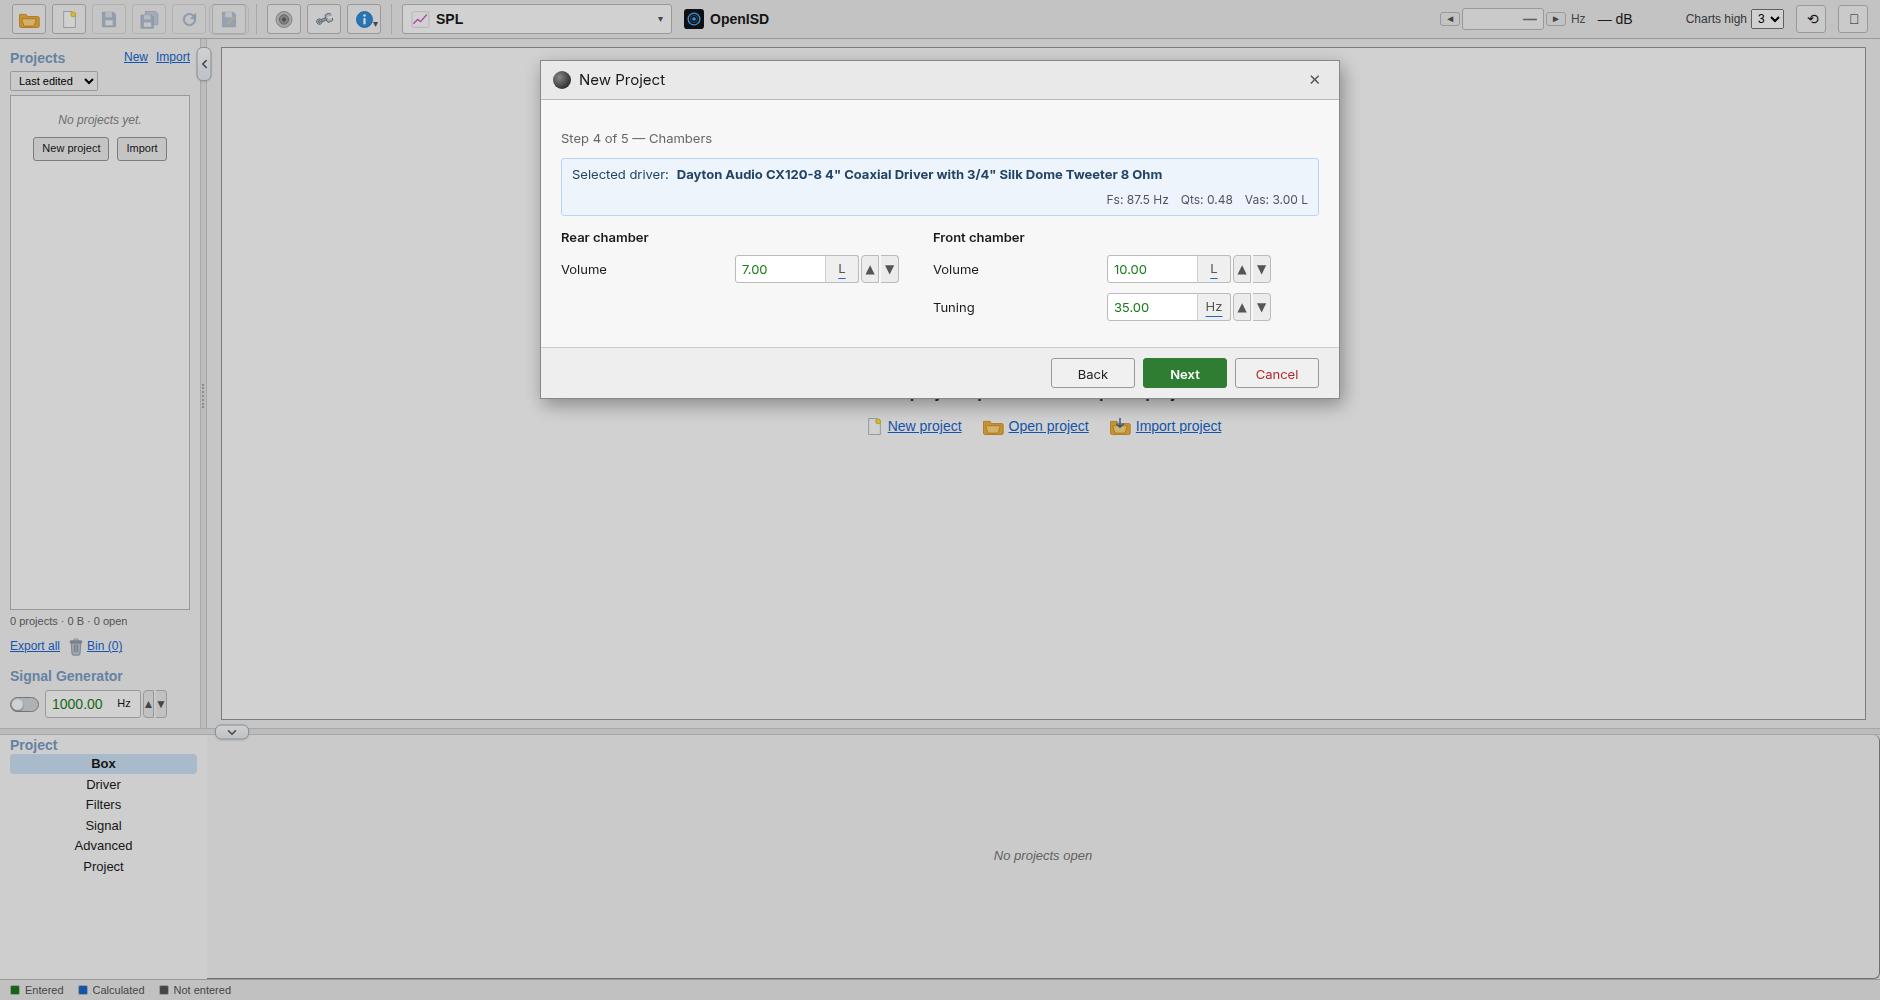 SPL
OpenISD
—
Hz
— dB
Charts high
3
Projects
New
Import
Last edited
No projects yet.
New project
Import
0 projects · 0 B · 0 open
Export all
Bin (0)
Signal Generator
1000.00
Hz
New Project
Step 4 of 5 — Chambers
Selected driver: Dayton Audio CX120-8 4" Coaxial Driver with 3/4" Silk Dome Tweeter 8 Ohm
Fs: 87.5 Hz Qts: 0.48 Vas: 3.00 L
Rear chamber
Volume
7.00
L
Front chamber
Volume
10.00
L
Tuning
35.00
Hz
Back
Next
Cancel
New project
Open project
Import project
Project
Box
Driver
Filters
Signal
Advanced
Project
No projects open
Entered
Calculated
Not entered